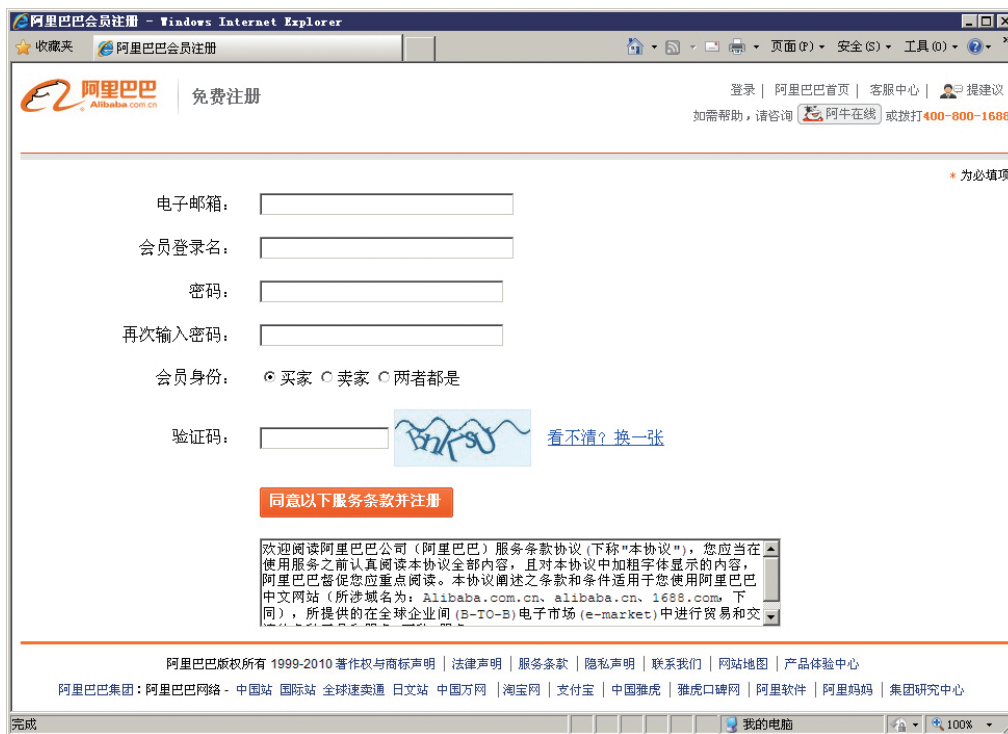 阿里巴巴会员注册 - Windows Internet Explorer
收藏夹 阿里巴巴会员注册 页面(P) 安全(S) 工具(O)
阿里巴巴 Alibaba.com.cn 免费注册
登录 | 阿里巴巴首页 | 客服中心 | 提建议
如需帮助，请咨询 阿牛在线 或拨打400-800-1688
* 为必填项
电子邮箱：
会员登录名：
密码：
再次输入密码：
会员身份： 买家 卖家 两者都是
验证码： 看不清？换一张
同意以下服务条款并注册
欢迎阅读阿里巴巴公司（阿里巴巴）服务条款协议(下称"本协议")，您应当在
使用服务之前认真阅读本协议全部内容，且对本协议中加粗字体显示的内容，
阿里巴巴督促您应重点阅读。本协议阐述之条款和条件适用于您使用阿里巴巴
中文网站（所涉域名为：Alibaba.com.cn、alibaba.cn、1688.com，下
同），所提供的在全球企业间(B-TO-B)电子市场(e-market)中进行贸易和交
阿里巴巴版权所有 1999-2010 著作权与商标声明 | 法律声明 | 服务条款 | 隐私声明 | 联系我们 | 网站地图 | 产品体验中心
阿里巴巴集团：阿里巴巴网络 - 中国站 国际站 全球速卖通 日文站 中国万网 | 淘宝网 | 支付宝 | 中国雅虎 | 雅虎口碑网 | 阿里软件 | 阿里妈妈 | 集团研究中心
完成 我的电脑 100%